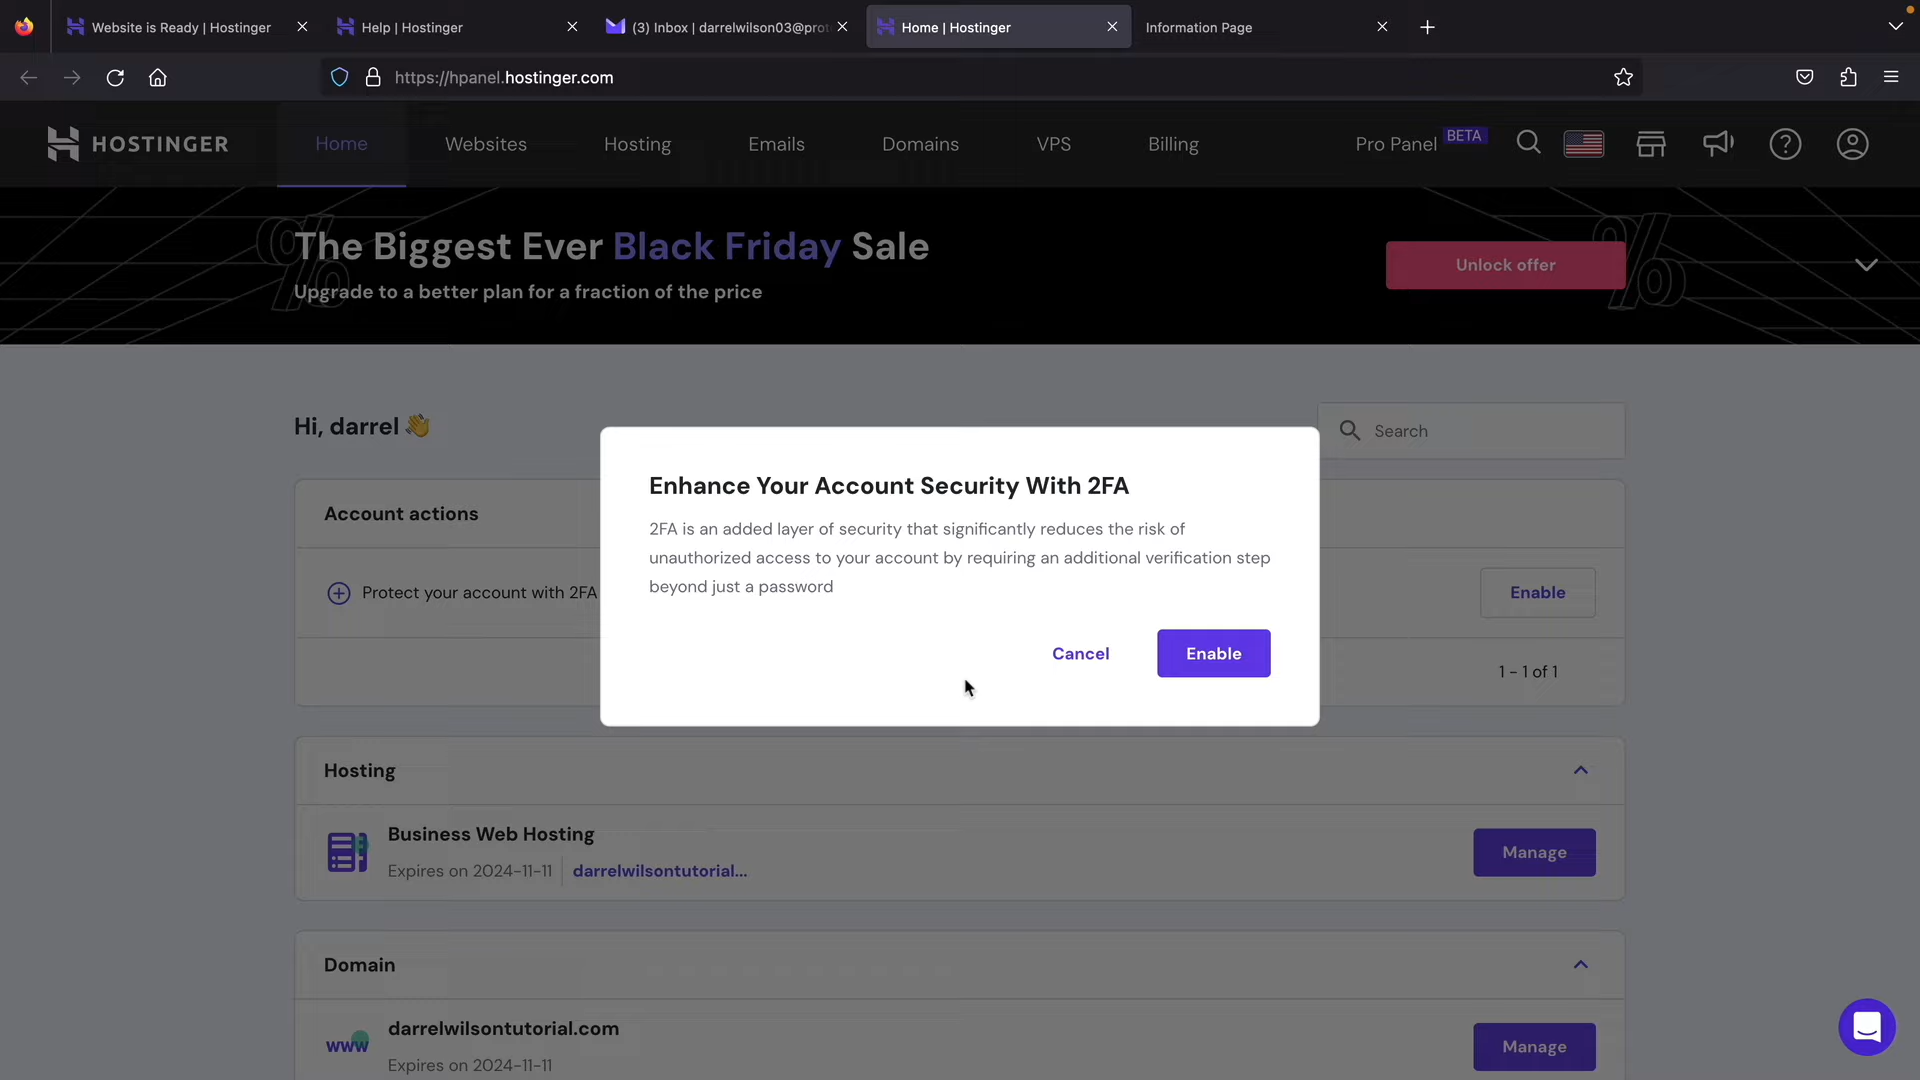 Website is Ready | Hostinger
Help | Hostinger
(3) Inbox | darrelwilson03@prot
Home | Hostinger
Information Page
https://hpanel.hostinger.com
HOSTINGER
Home
Websites
Hosting
Emails
Domains
VPS
Billing
Pro Panel BETA
The Biggest Ever Black Friday Sale
Upgrade to a better plan for a fraction of the price
Unlock offer
Hi, darrel
Search
Account actions
Protect your account with 2FA
Enable
1 - 1 of 1
Enhance Your Account Security With 2FA
2FA is an added layer of security that significantly reduces the risk of
unauthorized access to your account by requiring an additional verification step
beyond just a password
Cancel
Enable
Hosting
Business Web Hosting
Expires on 2024-11-11
darrelwilsontutorial...
Manage
Domain
www
darrelwilsontutorial.com
Expires on 2024-11-11
Manage